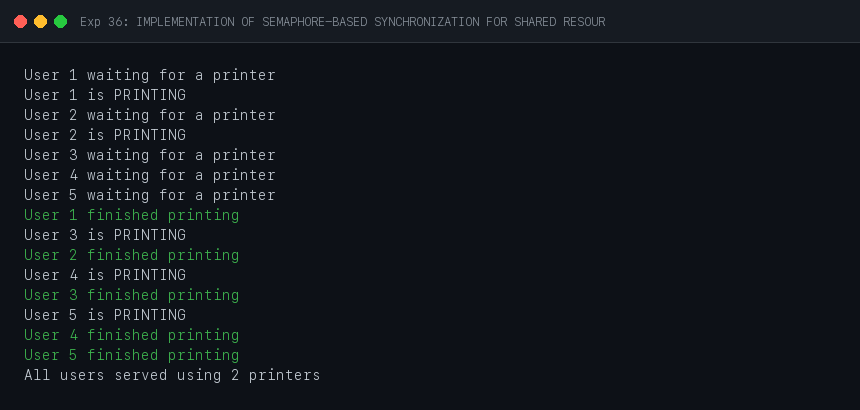 Exp 36: IMPLEMENTATION OF SEMAPHORE-BASED SYNCHRONIZATION FOR SHARED RESOUR
User 1 waiting for a printer
User 1 is PRINTING
User 2 waiting for a printer
User 2 is PRINTING
User 3 waiting for a printer
User 4 waiting for a printer
User 5 waiting for a printer
User 1 finished printing
User 3 is PRINTING
User 2 finished printing
User 4 is PRINTING
User 3 finished printing
User 5 is PRINTING
User 4 finished printing
User 5 finished printing
All users served using 2 printers